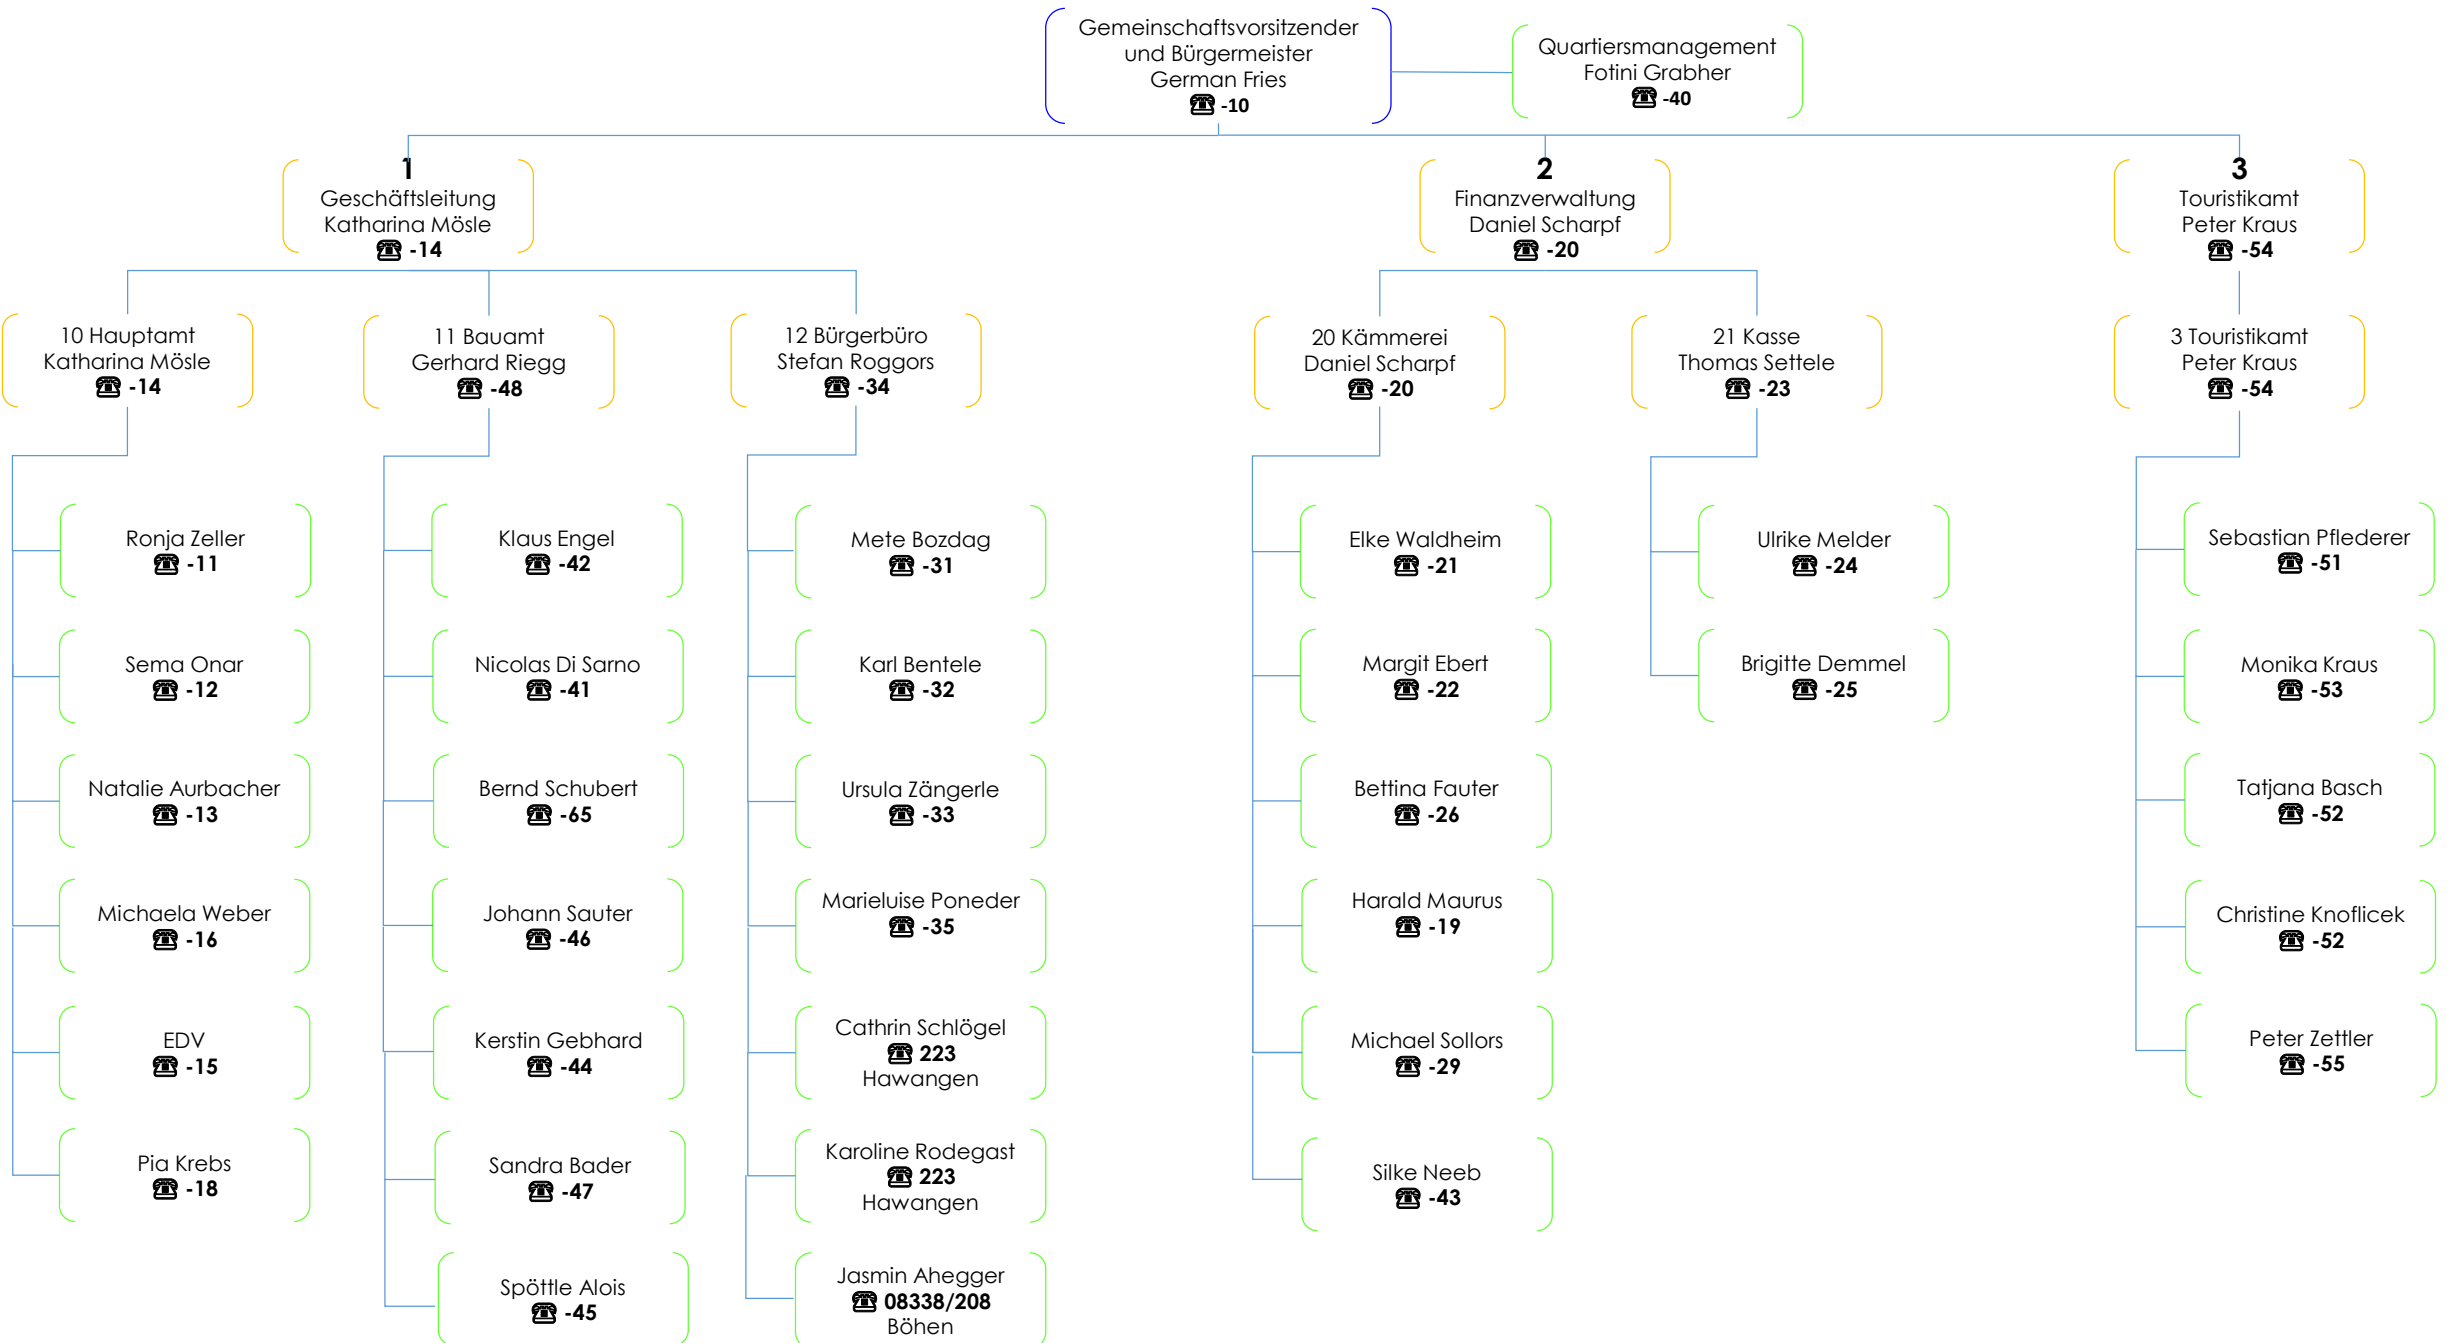 Gemeinschaftsvorsitzender
und Bürgermeister
German Fries
☎ -10
Quartiersmanagement
Fotini Grabher
☎ -40
1
Geschäftsleitung
Katharina Mösle
☎ -14
2
Finanzverwaltung
Daniel Scharpf
☎ -20
3
Touristikamt
Peter Kraus
☎ -54
10 Hauptamt
Katharina Mösle
☎ -14
11 Bauamt
Gerhard Riegg
☎ -48
12 Bürgerbüro
Stefan Roggors
☎ -34
20 Kämmerei
Daniel Scharpf
☎ -20
21 Kasse
Thomas Settele
☎ -23
3 Touristikamt
Peter Kraus
☎ -54
Ronja Zeller
☎ -11
Sema Onar
☎ -12
Natalie Aurbacher
☎ -13
Michaela Weber
☎ -16
EDV
☎ -15
Pia Krebs
☎ -18
Klaus Engel
☎ -42
Nicolas Di Sarno
☎ -41
Bernd Schubert
☎ -65
Johann Sauter
☎ -46
Kerstin Gebhard
☎ -44
Sandra Bader
☎ -47
Spöttle Alois
☎ -45
Mete Bozdag
☎ -31
Karl Bentele
☎ -32
Ursula Zängerle
☎ -33
Marieluise Poneder
☎ -35
Cathrin Schlögel
☎ 223
Hawangen
Karoline Rodegast
☎ 223
Hawangen
Jasmin Ahegger
☎ 08338/208
Böhen
Elke Waldheim
☎ -21
Margit Ebert
☎ -22
Bettina Fauter
☎ -26
Harald Maurus
☎ -19
Michael Sollors
☎ -29
Silke Neeb
☎ -43
Ulrike Melder
☎ -24
Brigitte Demmel
☎ -25
Sebastian Pflederer
☎ -51
Monika Kraus
☎ -53
Tatjana Basch
☎ -52
Christine Knoflicek
☎ -52
Peter Zettler
☎ -55